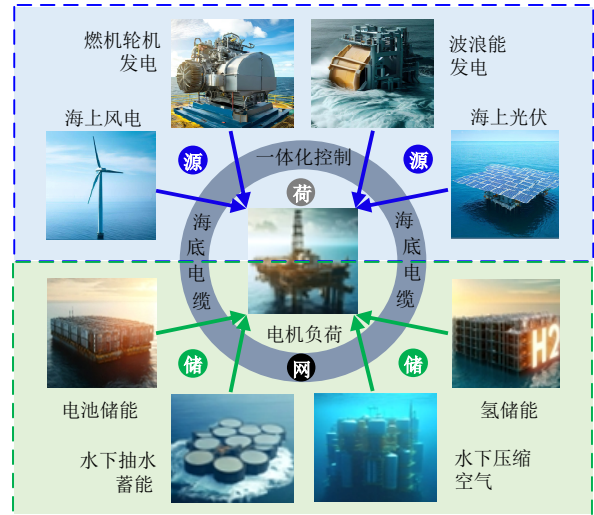 燃机轮机
发电
波浪能
发电
海上风电
海上光伏
源
一体化控制
源
荷
海底电缆
海底电缆
电机负荷
储
网
储
H2
电池储能
氢储能
水下抽水
蓄能
水下压缩
空气